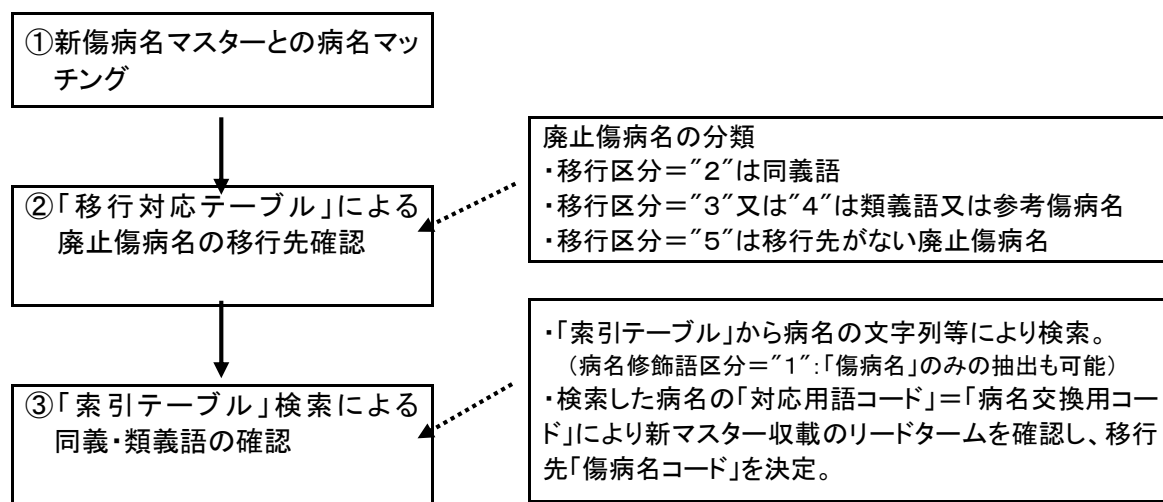 ①新傷病名マスターとの病名マッ
チング
廃止傷病名の分類
・移行区分＝"2"は同義語
・移行区分＝"3"又は"4"は類義語又は参考傷病名
・移行区分＝"5"は移行先がない廃止傷病名
②「移行対応テーブル」による
廃止傷病名の移行先確認
・「索引テーブル」から病名の文字列等により検索。
（病名修飾語区分＝"1"：「傷病名」のみの抽出も可能）
・検索した病名の「対応用語コード」＝「病名交換用コー
ド」により新マスター収載のリードタームを確認し、移行
先「傷病名コード」を決定。
③「索引テーブル」検索による
同義・類義語の確認